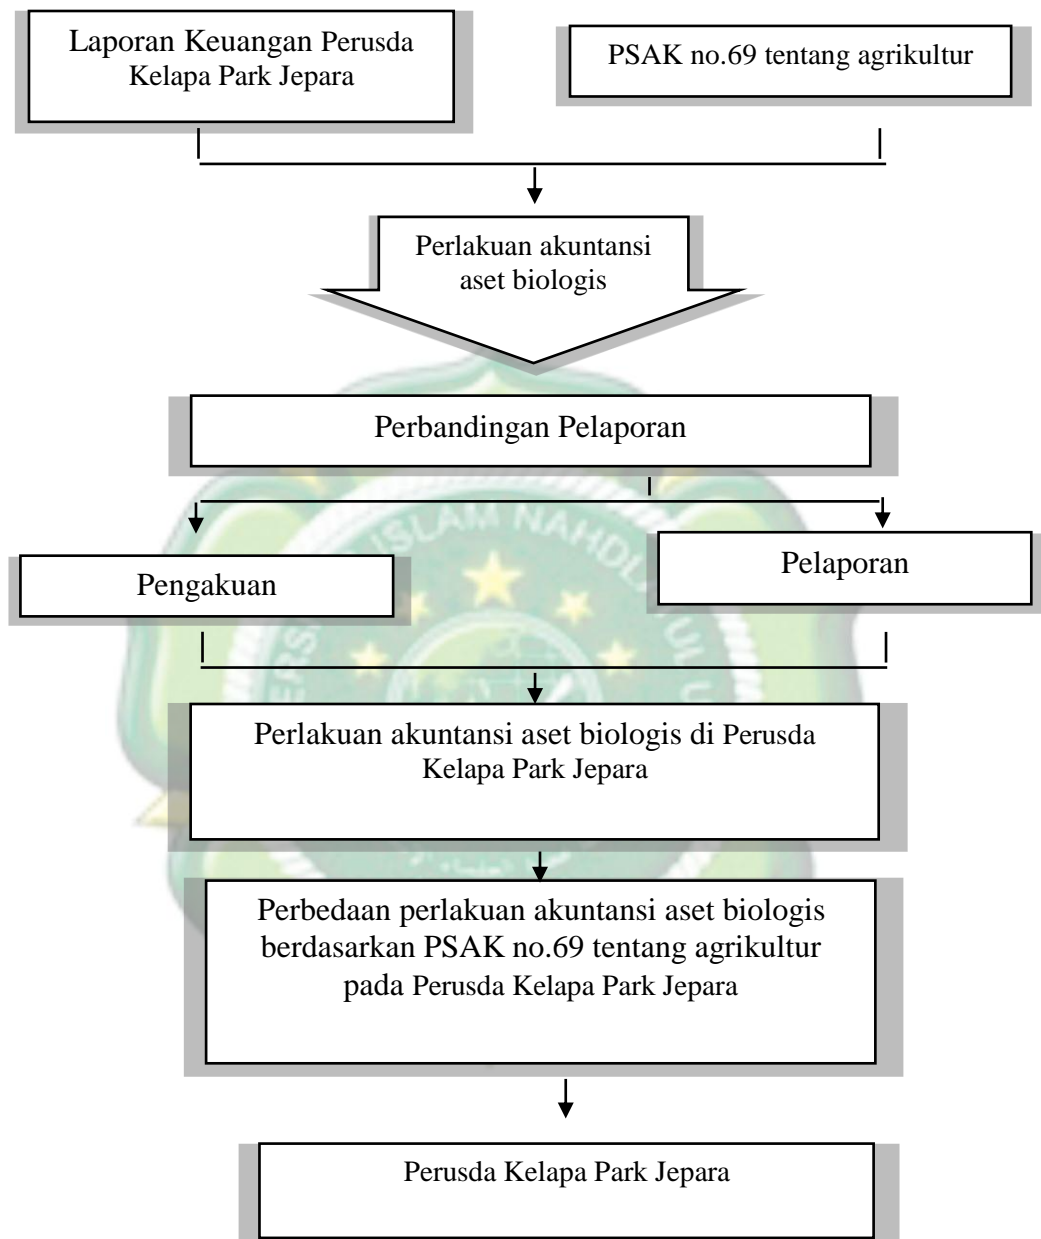 Laporan Keuangan Perusda
Kelapa Park Jepara
PSAK no.69 tentang agrikultur
Perlakuan akuntansi
aset biologis
Perbandingan Pelaporan
ISLAM NAHDL
Pengakuan
Pelaporan
Perlakuan akuntansi aset biologis di Perusda
Kelapa Park Jepara
Perbedaan perlakuan akuntansi aset biologis
berdasarkan PSAK no.69 tentang agrikultur
pada Perusda Kelapa Park Jepara
Perusda Kelapa Park Jepara